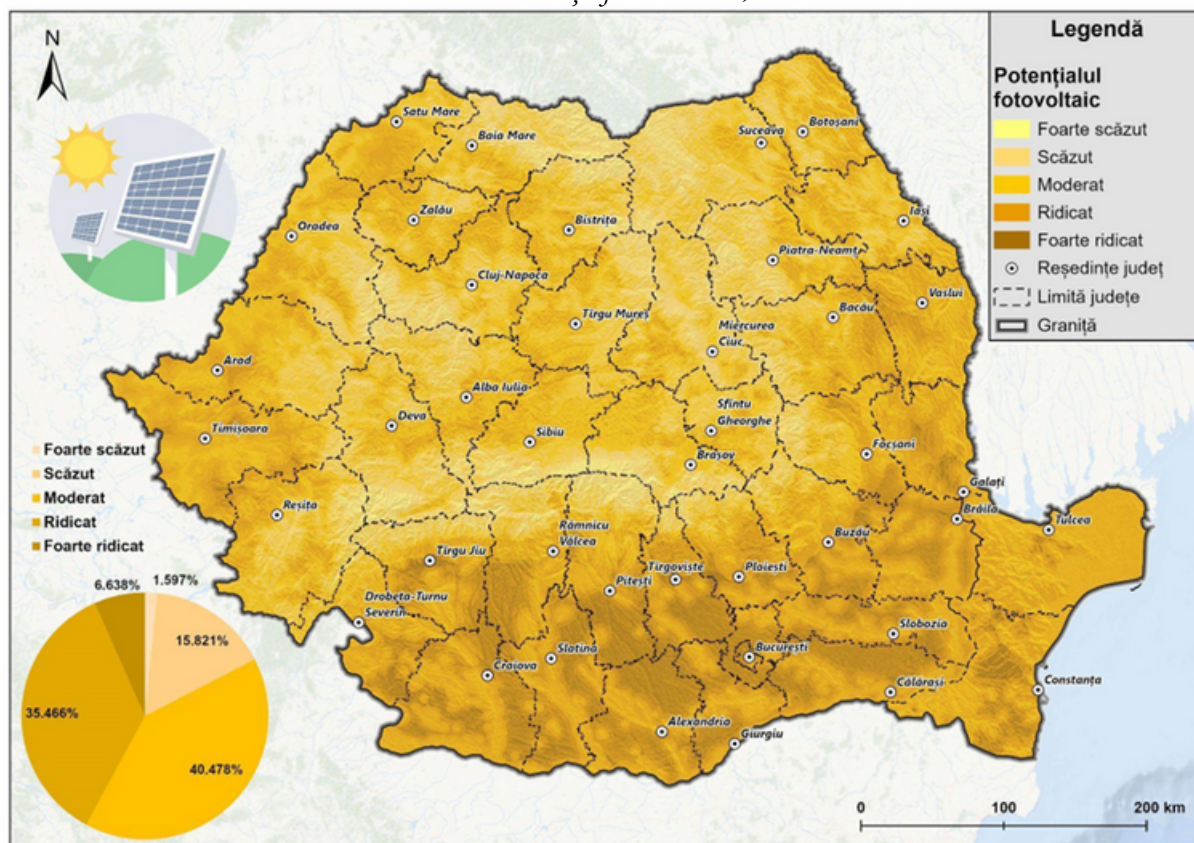 N
Legendă
Potențialul
fotovoltaic
Foarte scăzut
Scăzut
Moderat
Ridicat
Foarte ridicat
Reședințe județ
Limită județe
Graniță
Satu Mare
Baia Mare
Suceava
Botoșani
Zalău
Oradea
Bistrița
Iași
Piatra-Neamț
Cluj-Napoca
Tîrgu Mureș
Bacău
Vaslui
Miercurea
Ciuc
Arad
Alba Iulia
Deva
Sfîntu
Gheorghe
Timișoara
Sibiu
Brașov
Focșani
Reșița
Galați
Brăila
Tulcea
Râmnicu
Vâlcea
Buzău
Tîrgu Jiu
Tîrgoviște
Ploiesti
Pitești
Drobeta-Turnu
Severin
Slobozia
Slatina
București
Craiova
Călărași
Constanța
Alexandria
Giurgiu
Foarte scăzut
Scăzut
Moderat
Ridicat
Foarte ridicat
6.638%
1.597%
15.821%
35.466%
40.478%
0 100 200 km